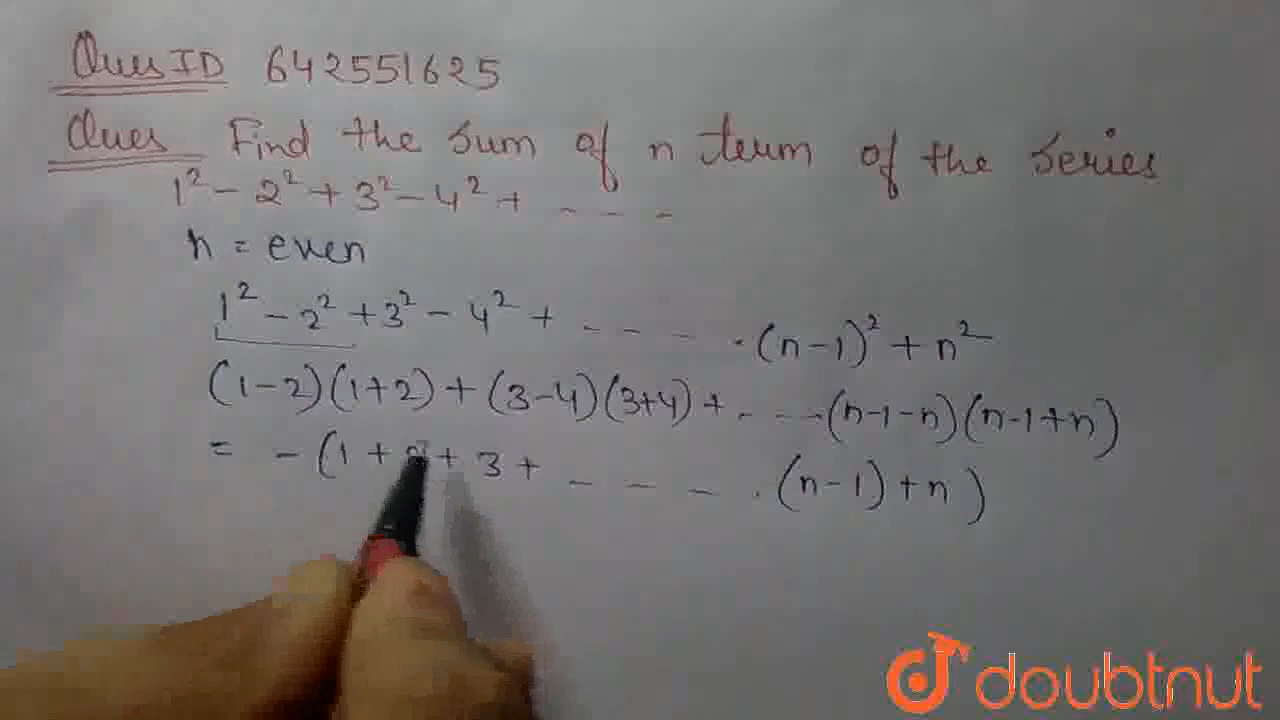 Ques ID 642551625
Ques Find the sum of n term of the series
1² - 2² + 3² - 4² + - - - -
n = even
1² - 2² + 3² - 4² + - - - - . (n-1)² + n²
(1-2)(1+2) + (3-4)(3+4) + - - - - (n-1-n)(n-1+n)
= - (1 + + 3 + - - - . (n-1) + n)
doubtnut